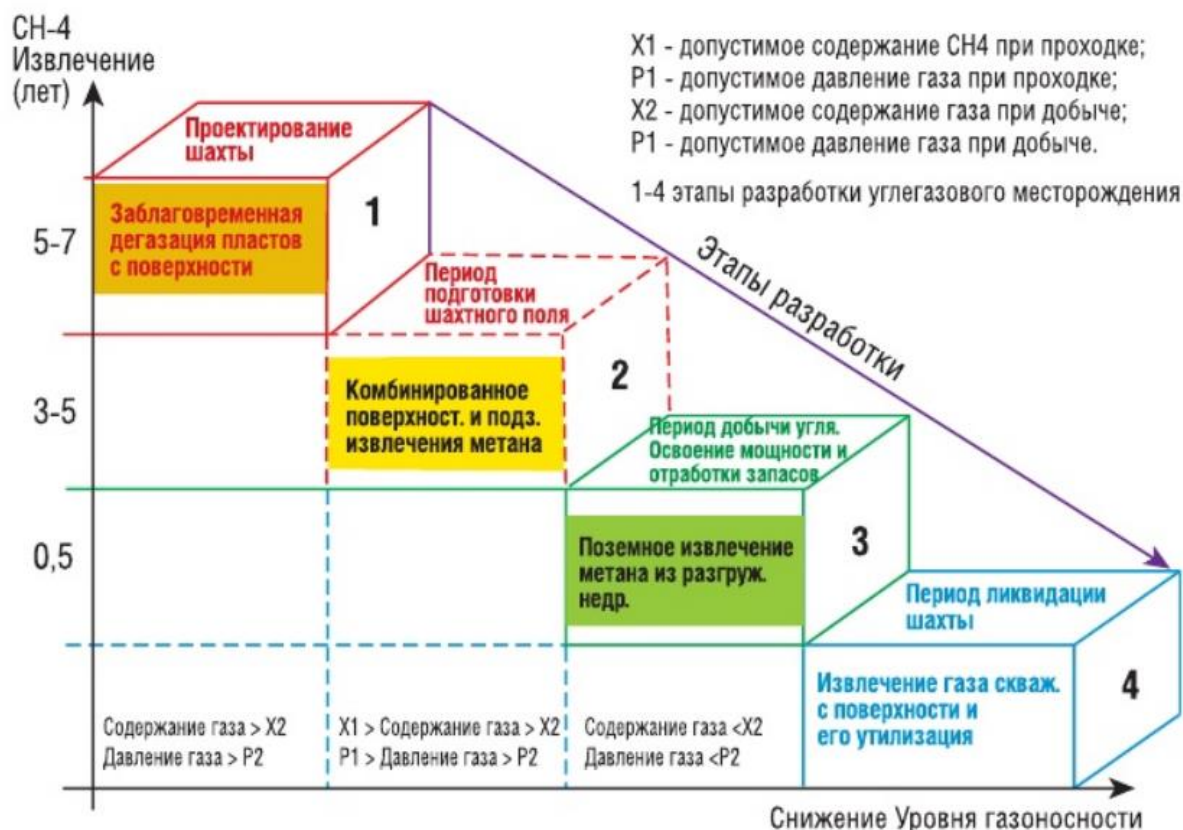 СН-4
Извлечение
(лет)
X1 - допустимое содержание СН4 при проходке;
P1 - допустимое давление газа при проходке;
X2 - допустимое содержание газа при добыче;
P1 - допустимое давление газа при добыче.
1-4 этапы разработки углегазового месторождения
Проектирование
шахты
1
Заблаговременная
дегазация пластов
с поверхности
5-7
Этапы разработки
Период
подготовки
шахтного поля
2
Комбинированное
поверхност. и подз.
извлечения метана
3-5
Период добычи угля.
Освоение мощности и
отработки запасов
3
Поземное извлечение
метана из разгруж.
недр.
0,5
Период ликвидации
шахты
4
Извлечение газа скваж.
с поверхности и
его утилизация
Содержание газа > X2
Давление газа > P2
X1 > Содержание газа > X2
P1 > Давление газа > P2
Содержание газа <X2
Давление газа <P2
Снижение Уровня газоносности